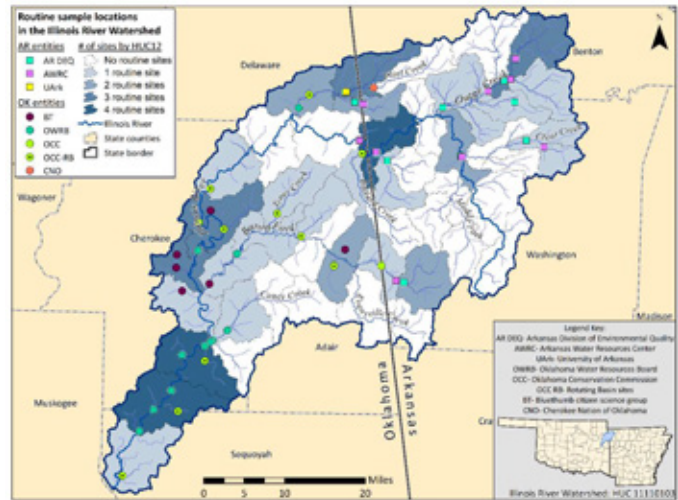 Routine sample locations
in the Illinois River Watershed
AR entities
AR DEQ
AWRC
UArk
OK entities
BT
OWRB
OCC
OCC-RB
CNO
# of sites by HUC12
No routine sites
1 routine site
2 routine sites
3 routine sites
4 routine sites
Illinois River
State counties
State border
Delaware
Benton
Wagoner
Cherokee
Washington
Madison
Adair
Muskogee
Sequoyah
Oklahoma
Arkansas
Osage Creek
Clear Creek
Caney Creek
N
0 5 10 20
Miles
Legend Key:
AR DEQ- Arkansas Division of Environmental Quality
AWRC- Arkansas Water Resources Center
UArk- University of Arkansas
OWRB- Oklahoma Water Resources Board
OCC- Oklahoma Conservation Commission
OCC RB- Rotating Basin sites
BT- Bluethumb citizen science group
CNO- Cherokee Nation of Oklahoma
Illinois River Watershed: HUC 11110103